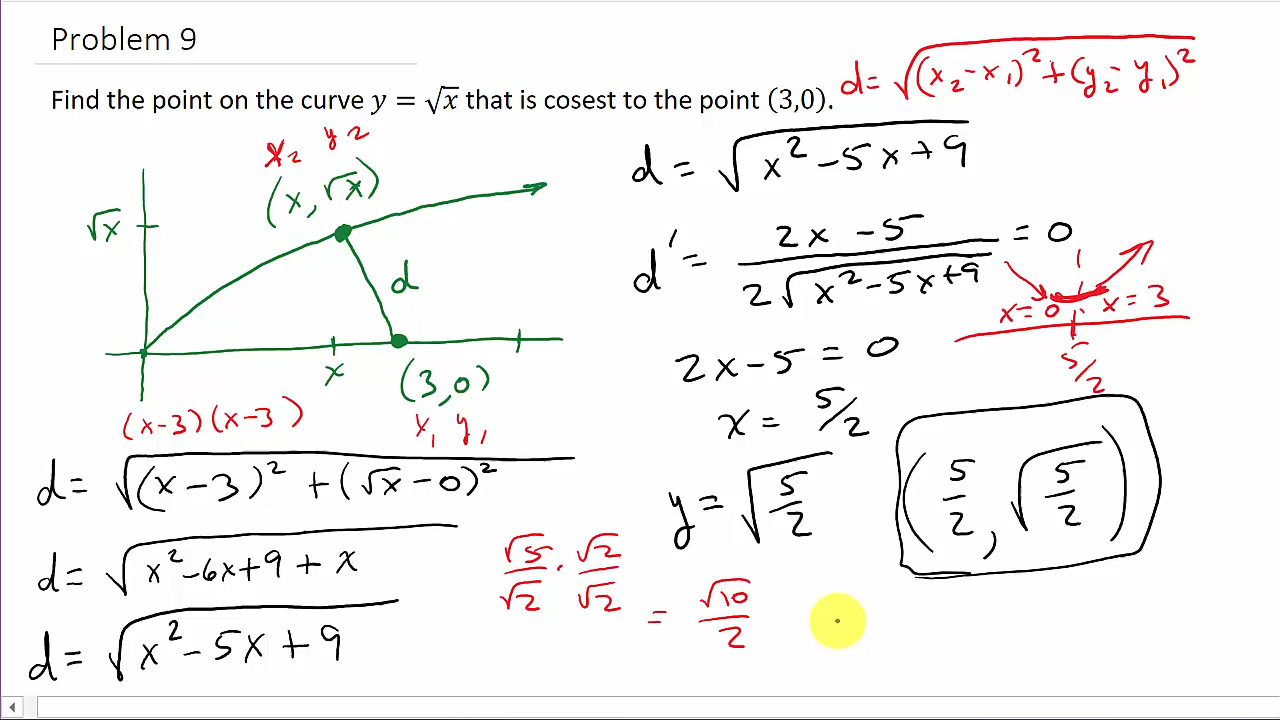 Problem 9
Find the point on the curve y = √x that is cosest to the point (3,0).
d = √((x₂ - x₁)² + (y₂ - y₁)²)
x₂ y₂
(x, √x)
√x
d
x
(3,0)
x₁ y₁
(x-3)(x-3)
d = √((x-3)² + (√x - 0)²)
d = √(x² - 6x + 9 + x)
d = √(x² - 5x + 9)
d = √(x² - 5x + 9)
d' = (2x - 5)/(2√(x² - 5x + 9)) = 0
x = 0 x = 3
5/2
2x - 5 = 0
x = 5/2
y = √(5/2)
(5/2, √(5/2))
√5/√2 · √2/√2 = √10/2